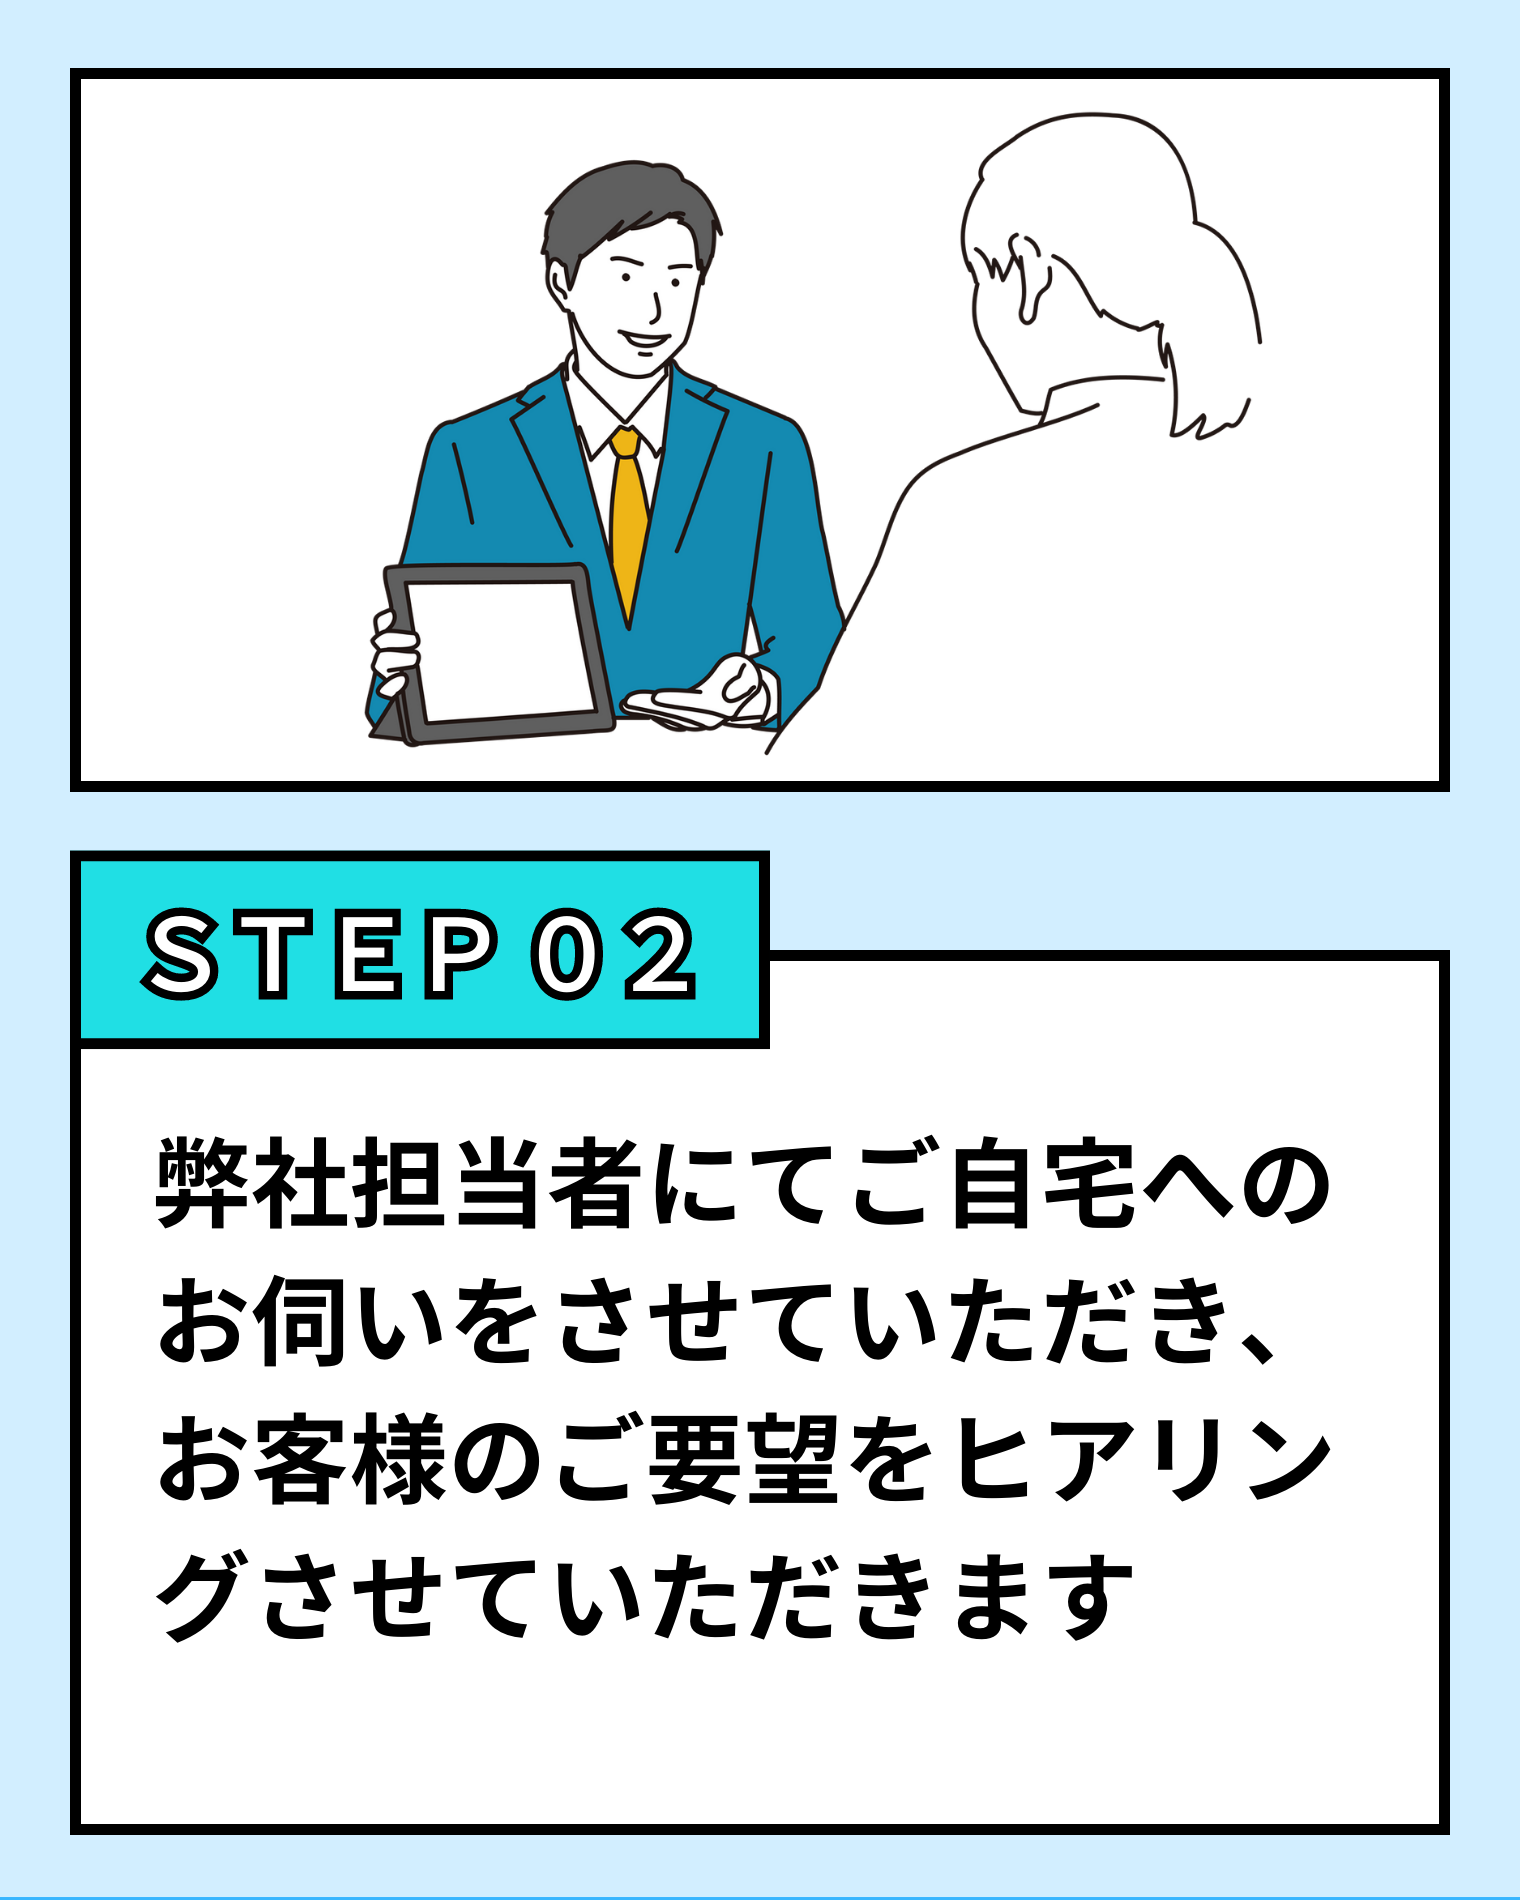 STEP 02
弊社担当者にてご自宅への
お伺いをさせていただき、
お客様のご要望をヒアリン
グさせていただきます